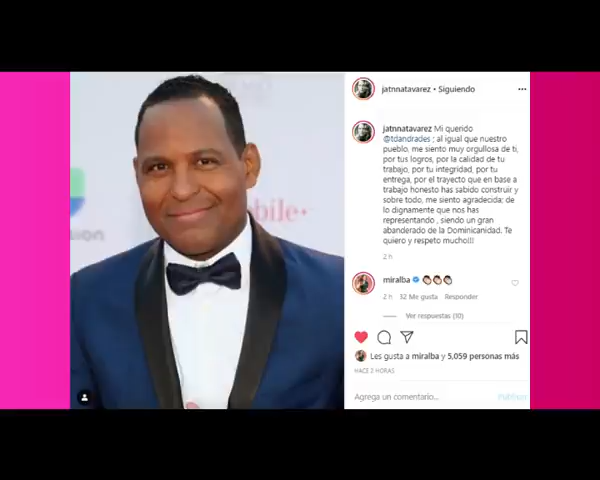 jatnnatavarez • Siguiendo
jatnnatavarez Mi querido
@tdandrades ; al igual que nuestro
pueblo, me siento muy orgullosa de ti,
por tus logros, por la calidad de tu
trabajo, por tu integridad, por tu
entrega, por el trayecto que en base a
trabajo honesto has sabido construir y
sobre todo, me siento agradecida; de
lo dignamente que nos has
representando , siendo un gran
abanderado de la Dominicanidad. Te
quiero y respeto mucho!!!
2 h
miralba
2 h 32 Me gusta Responder
Ver respuestas (10)
Les gusta a miralba y 5,059 personas más
HACE 2 HORAS
Agrega un comentario...
Publicar
bile•